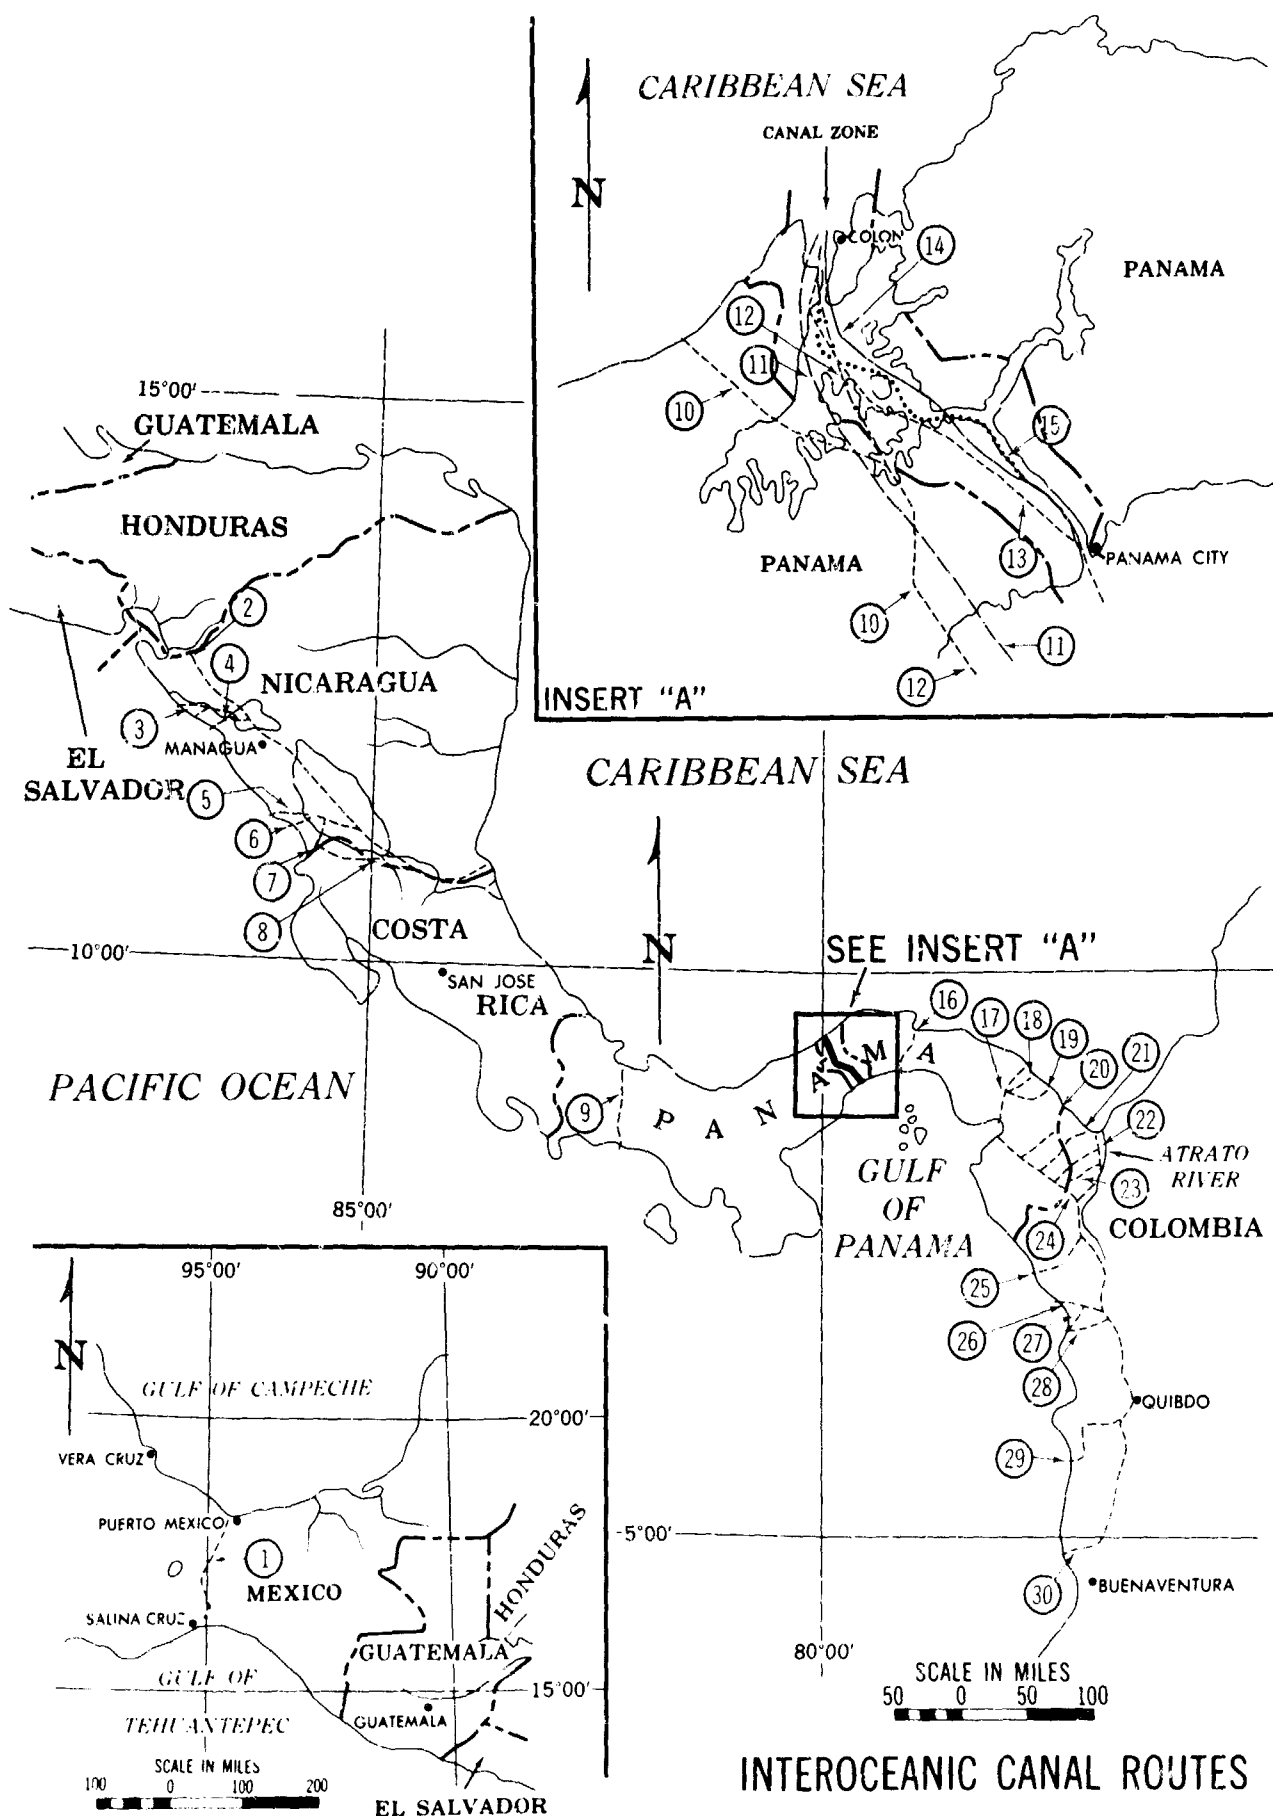 CARIBBEAN SEA
CANAL ZONE
N
COLON
14
PANAMA
12
11
10
15
13
PANAMA CITY
PANAMA
10
11
12
INSERT "A"
15°00'
GUATEMALA
HONDURAS
2
4
NICARAGUA
3
MANAGUA
EL
SALVADOR
5
6
7
8
CARIBBEAN SEA
N
COSTA
RICA
10°00'
SAN JOSE
SEE INSERT "A"
PACIFIC OCEAN
9
PANAMA
16
17
18
19
20
21
22
ATRATO
RIVER
23
GULF
OF
PANAMA
24
COLOMBIA
25
26
27
28
QUIBDO
29
5°00'
30
BUENAVENTURA
85°00'
80°00'
95°00'
90°00'
N
GULF OF CAMPECHE
20°00'
VERA CRUZ
PUERTO MEXICO
1
MEXICO
HONDURAS
SALINA CRUZ
GUATEMALA
GULF OF
TEHUANTEPEC
15°00'
GUATEMALA
SCALE IN MILES
100 0 100 200
EL SALVADOR
SCALE IN MILES
50 0 50 100
INTEROCEANIC CANAL ROUTES